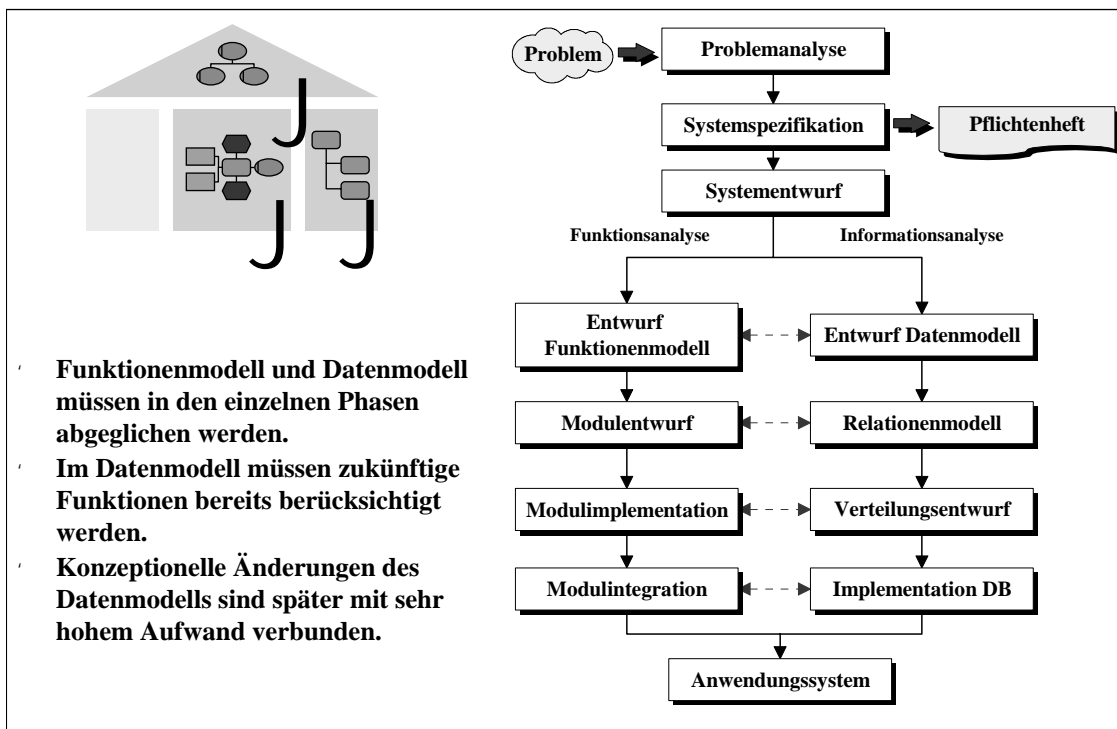 Problem
Problemanalyse
Systemspezifikation
Pflichtenheft
Systementwurf
Funktionsanalyse
Informationsanalyse
Entwurf
Funktionenmodell
Entwurf Datenmodell
Modulentwurf
Relationenmodell
Modulimplementation
Verteilungsentwurf
Modulintegration
Implementation DB
Anwendungssystem
Funktionenmodell und Datenmodell
müssen in den einzelnen Phasen
abgeglichen werden.
Im Datenmodell müssen zukünftige
Funktionen bereits berücksichtigt
werden.
Konzeptionelle Änderungen des
Datenmodells sind später mit sehr
hohem Aufwand verbunden.